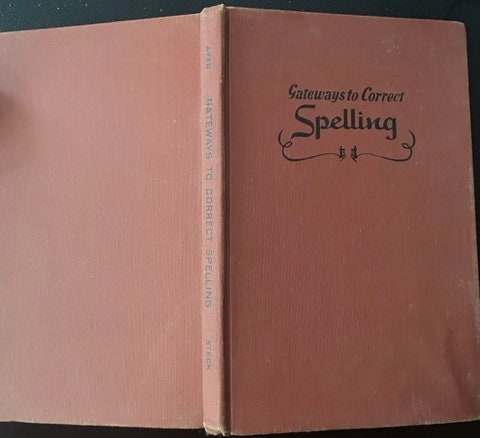 AYER GATEWAYS TO CORRECT SPELLING STECK
Gateways to Correct
Spelling